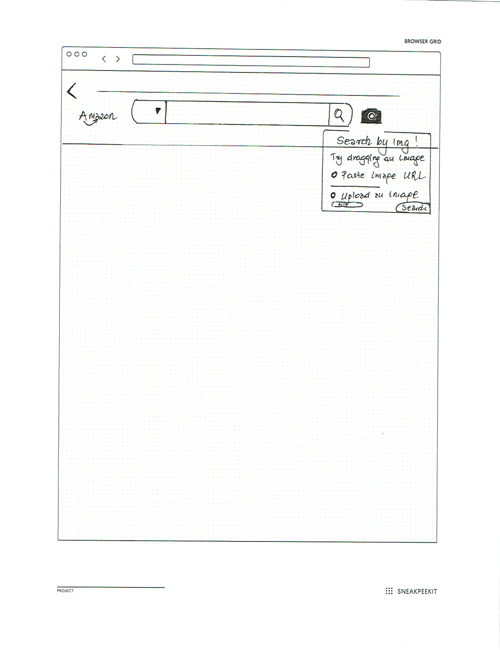 BROWSER GRID
Amazon
Search by img !
Try dragging an image
Paste image URL
Upload an image
Search
PROJECT
SNEAKPEEKIT